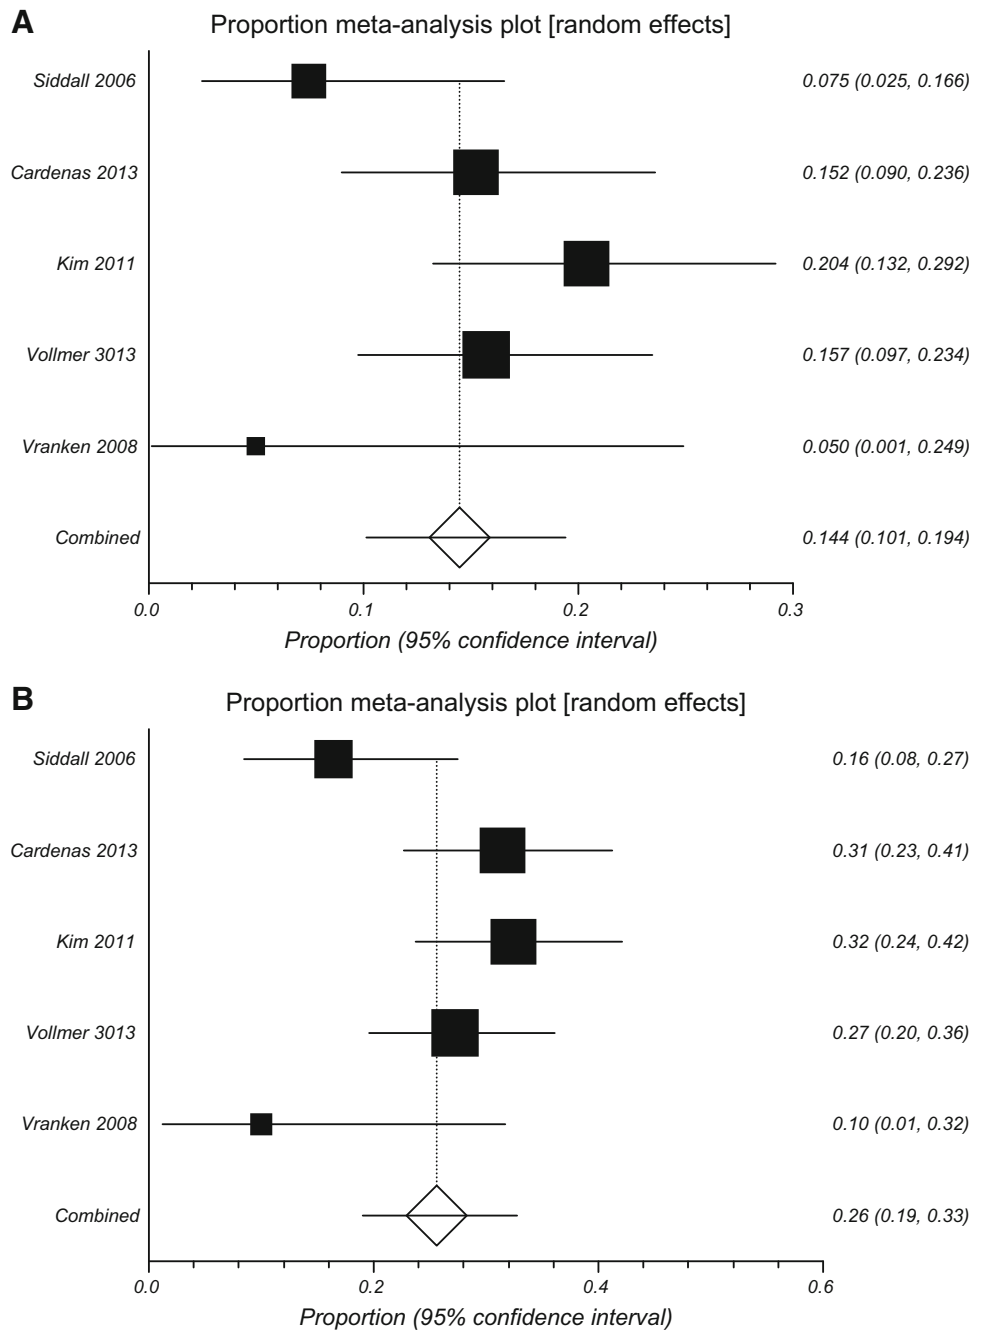 A
Proportion meta-analysis plot [random effects]
Siddall 2006 0.075 (0.025, 0.166)
Cardenas 2013 0.152 (0.090, 0.236)
Kim 2011 0.204 (0.132, 0.292)
Vollmer 3013 0.157 (0.097, 0.234)
Vranken 2008 0.050 (0.001, 0.249)
Combined 0.144 (0.101, 0.194)
0.0 0.1 0.2 0.3
Proportion (95% confidence interval)
B
Proportion meta-analysis plot [random effects]
Siddall 2006 0.16 (0.08, 0.27)
Cardenas 2013 0.31 (0.23, 0.41)
Kim 2011 0.32 (0.24, 0.42)
Vollmer 3013 0.27 (0.20, 0.36)
Vranken 2008 0.10 (0.01, 0.32)
Combined 0.26 (0.19, 0.33)
0.0 0.2 0.4 0.6
Proportion (95% confidence interval)